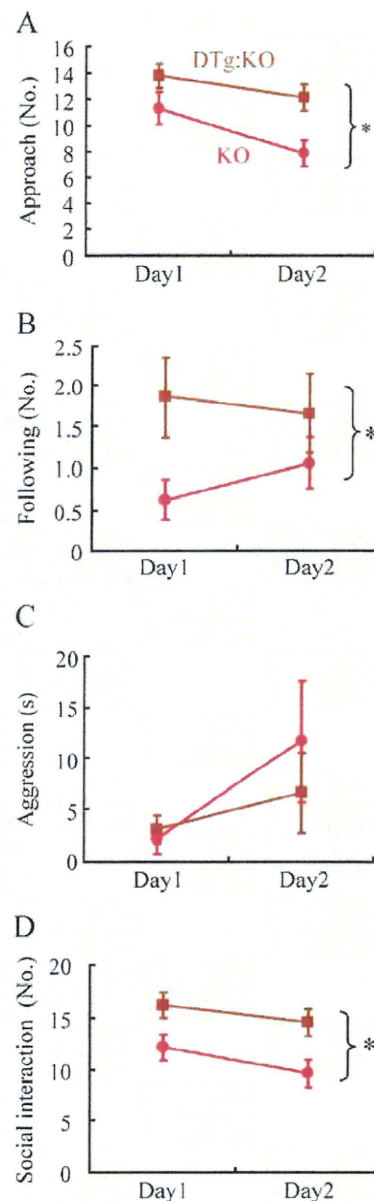 A
Approach (No.)
16
14
12
10
8
6
4
2
0
DTg:KO
KO
*
Day1 Day2
B
Following (No.)
2.5
2.0
1.5
1.0
0.5
0
*
Day1 Day2
C
Aggression (s)
20
15
10
5
0
Day1 Day2
D
Social interaction (No.)
20
15
10
5
0
*
Day1 Day2